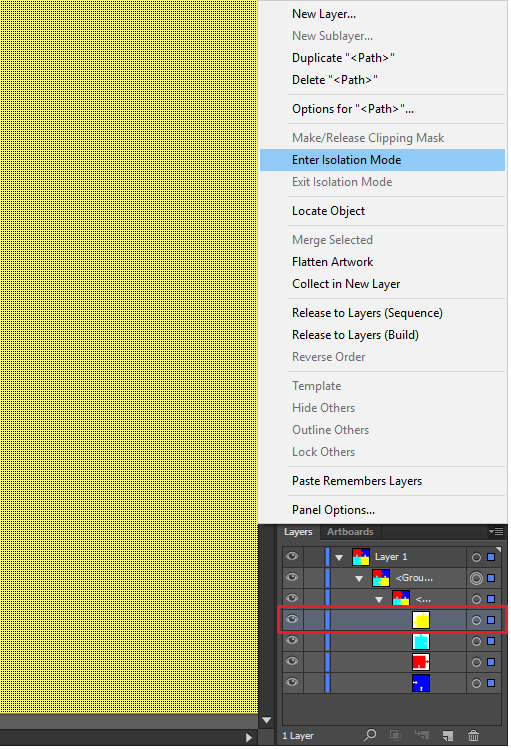 New Layer...
New Sublayer...
Duplicate "<Path>"
Delete "<Path>"
Options for "<Path>"...
Make/Release Clipping Mask
Enter Isolation Mode
Exit Isolation Mode
Locate Object
Merge Selected
Flatten Artwork
Collect in New Layer
Release to Layers (Sequence)
Release to Layers (Build)
Reverse Order
Template
Hide Others
Outline Others
Lock Others
Paste Remembers Layers
Panel Options...
Layers Artboards
Layer 1
<Grou...
<...
1 Layer